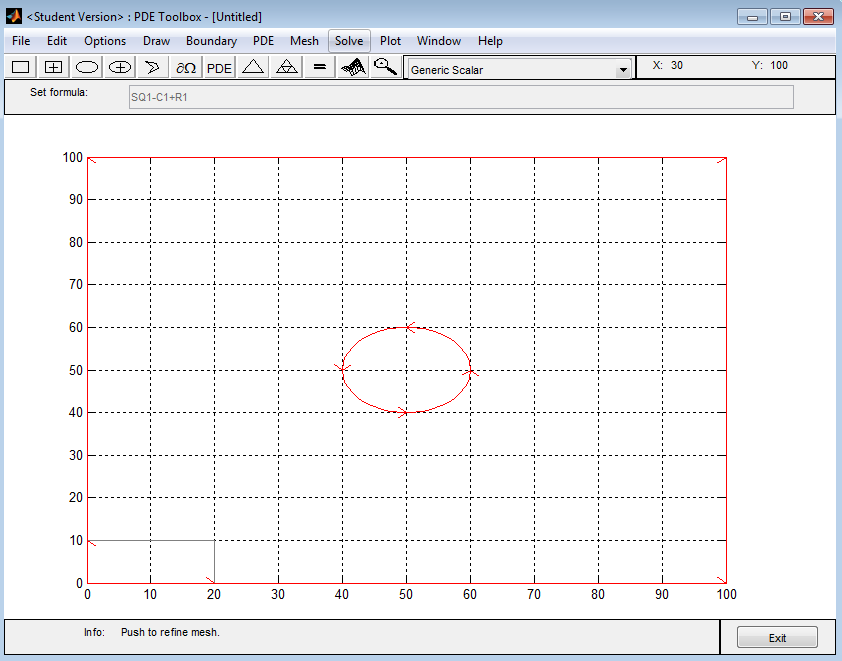 <Student Version> : PDE Toolbox - [Untitled]
File Edit Options Draw Boundary PDE Mesh Solve Plot Window Help
∂Ω PDE = Generic Scalar X: 30 Y: 100
Set formula: SQ1-C1+R1
100
90
80
70
60
50
40
30
20
10
0
0 10 20 30 40 50 60 70 80 90 100
Info: Push to refine mesh. Exit